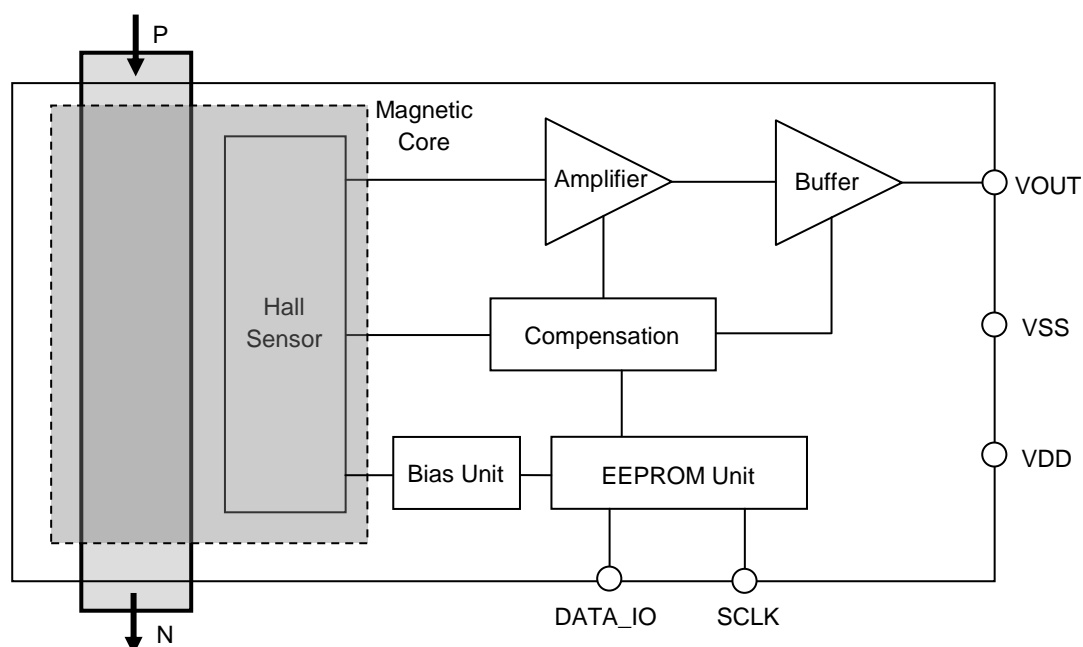 P
Magnetic
Core
Amplifier
Buffer
VOUT
Hall
Sensor
Compensation
VSS
Bias Unit
EEPROM Unit
VDD
DATA_IO
SCLK
N